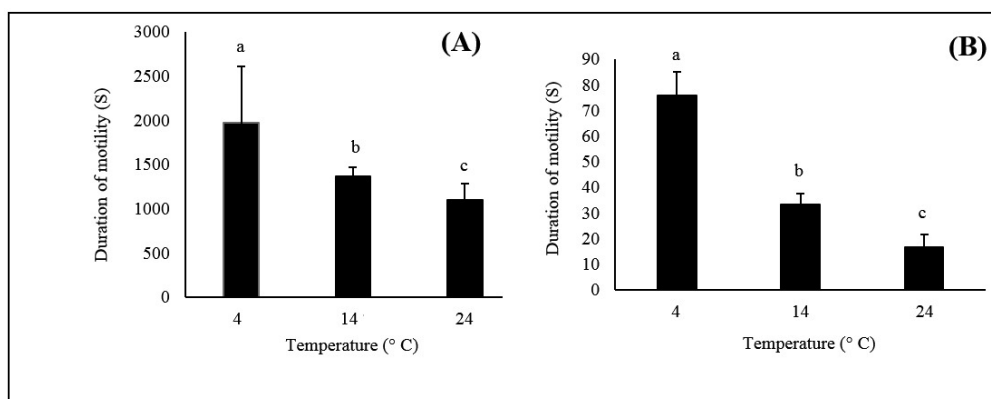 (A)
Duration of motility (S)
3000
2500
2000
1500
1000
500
0
a
b
c
4 14 24
Temperature (° C)
(B)
Duration of motility (S)
90
80
70
60
50
40
30
20
10
0
a
b
c
4 14 24
Temperature (° C)